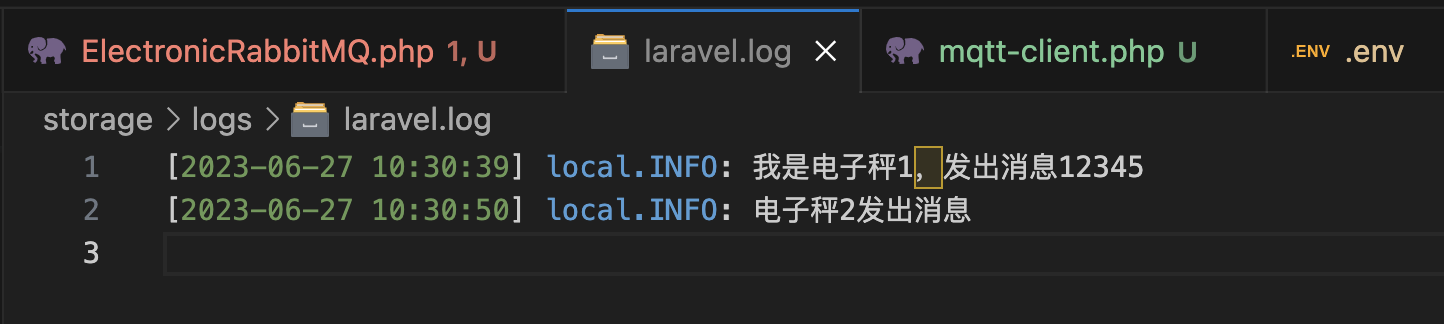 ElectronicRabbitMQ.php 1, U laravel.log mqtt-client.php U .ENV .env
storage > logs > laravel.log
1 [2023-06-27 10:30:39] local.INFO: 我是电子秤1，发出消息12345
2 [2023-06-27 10:30:50] local.INFO: 电子秤2发出消息
3